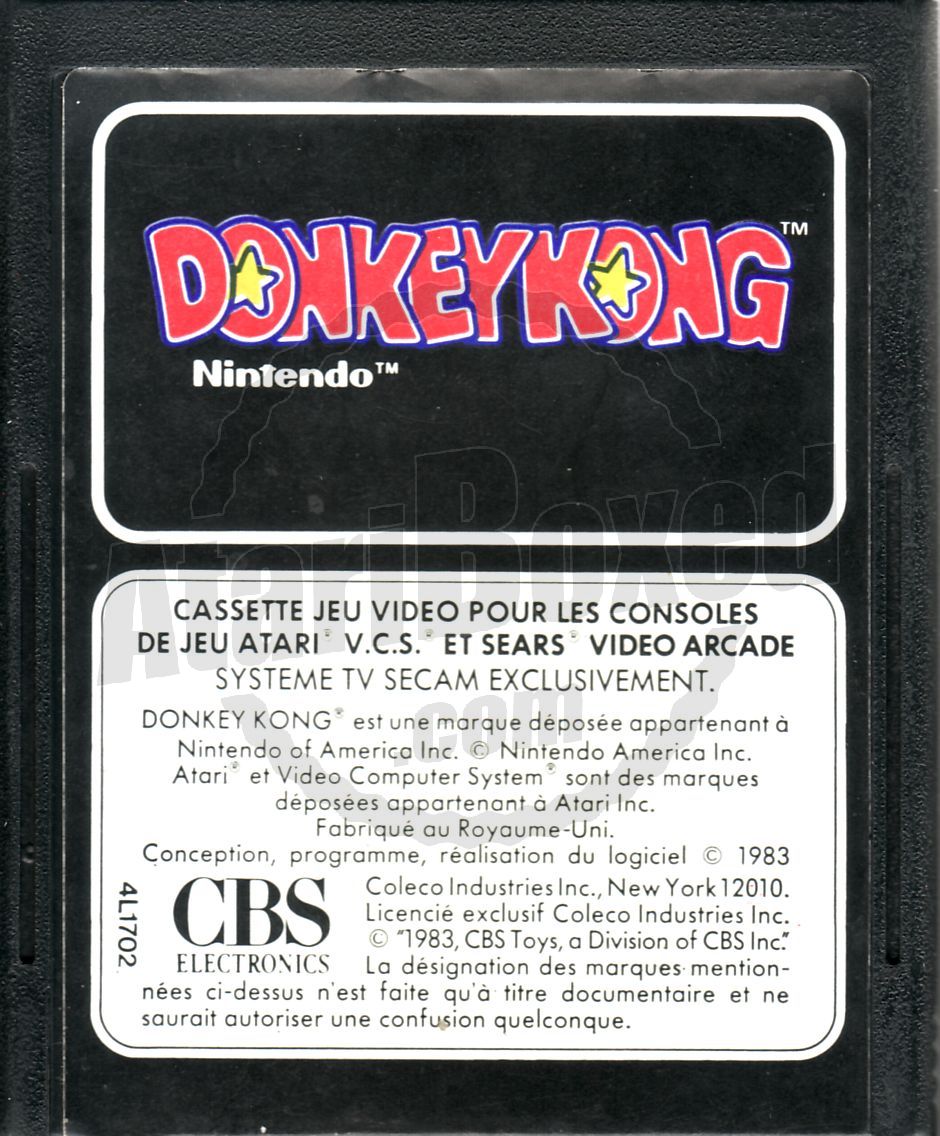 DONKEY KONG™
Nintendo™
AtariBoxed
.com
CASSETTE JEU VIDEO POUR LES CONSOLES
DE JEU ATARI® V.C.S.® ET SEARS® VIDEO ARCADE
SYSTEME TV SECAM EXCLUSIVEMENT.
DONKEY KONG® est une marque déposée appartenant à
Nintendo of America Inc. © Nintendo America Inc.
Atari® et Video Computer System® sont des marques
déposées appartenant à Atari Inc.
Fabriqué au Royaume-Uni.
Conception, programme, réalisation du logiciel © 1983
Coleco Industries Inc., New York 12010.
Licencié exclusif Coleco Industries Inc.
© "1983, CBS Toys, a Division of CBS Inc."
La désignation des marques mention-
nées ci-dessus n'est faite qu'à titre documentaire et ne
saurait autoriser une confusion quelconque.
CBS
ELECTRONICS
4L1702